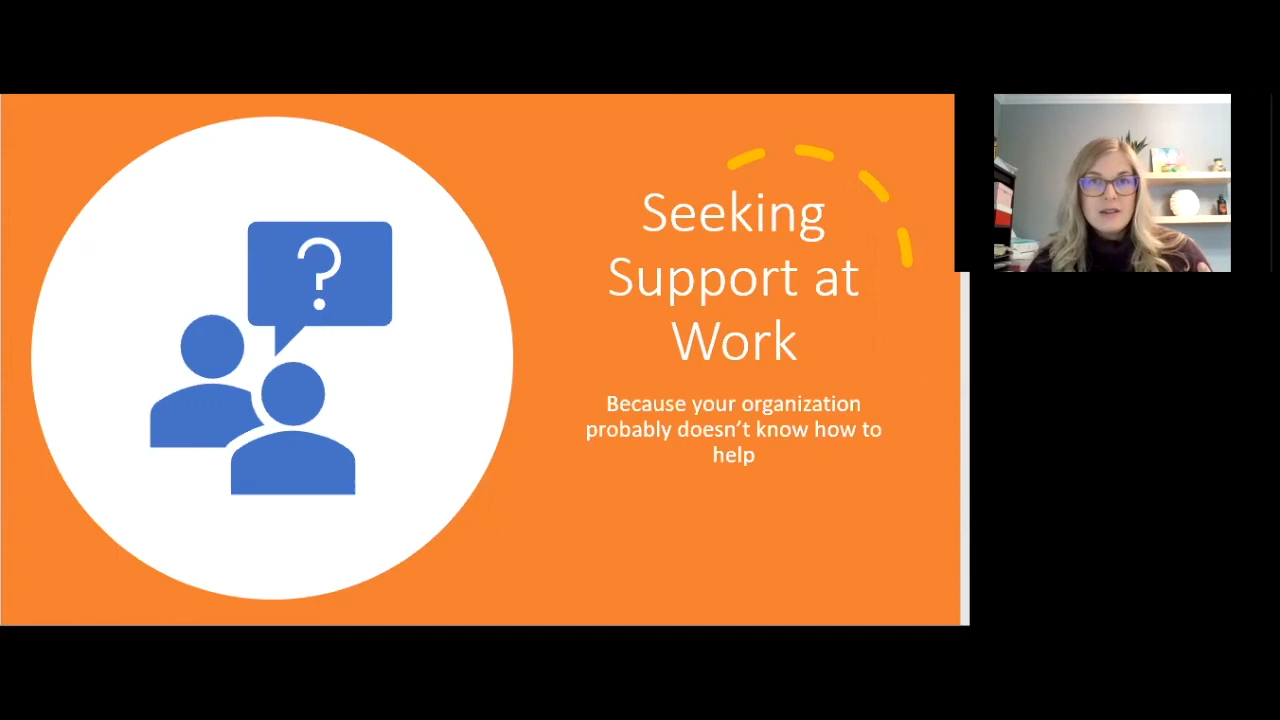 ?
Seeking
Support at
Work
Because your organization
probably doesn’t know how to
help